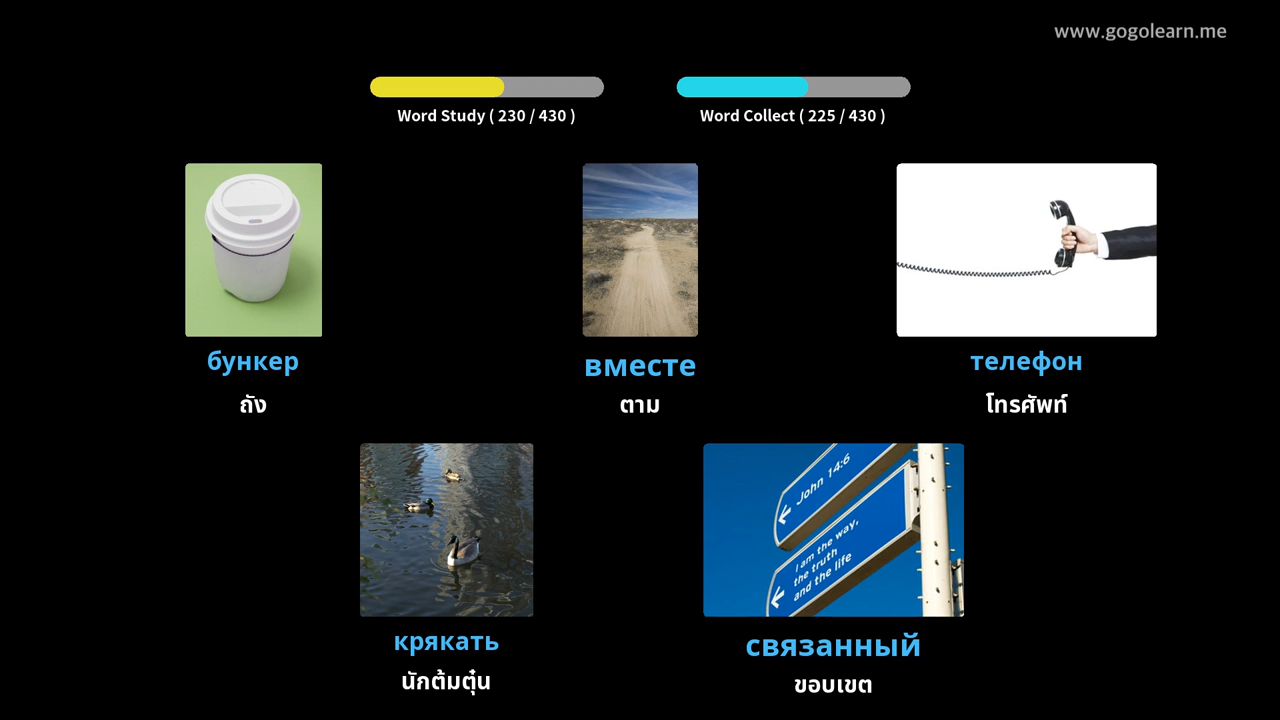 www.gogolearn.me
Word Study ( 230 / 430 )
Word Collect ( 225 / 430 )
бункер
вместе
телефон
ถัง
ตาม
โทรศัพท์
John 14:6
I am the way,
the truth
and the life
крякать
связанный
นักต้มตุ๋น
ขอบเขต